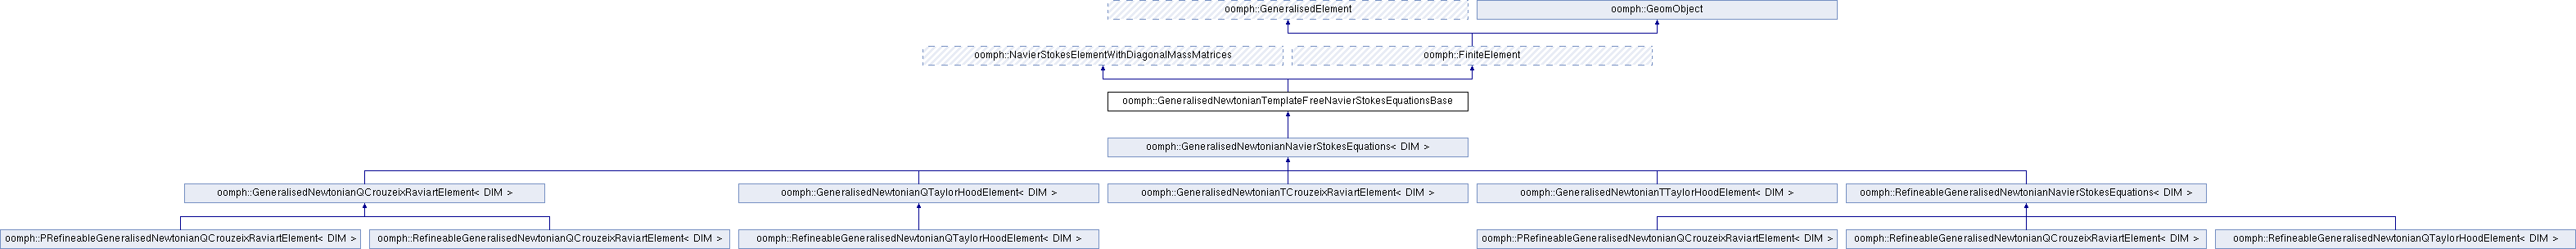 oomph::GeneralisedElement
oomph::GeomObject
oomph::NavierStokesElementWithDiagonalMassMatrices
oomph::FiniteElement
oomph::GeneralisedNewtonianTemplateFreeNavierStokesEquationsBase
oomph::GeneralisedNewtonianNavierStokesEquations< DIM >
oomph::GeneralisedNewtonianQCrouzeixRaviartElement< DIM >
oomph::GeneralisedNewtonianQTaylorHoodElement< DIM >
oomph::GeneralisedNewtonianTCrouzeixRaviartElement< DIM >
oomph::GeneralisedNewtonianTTaylorHoodElement< DIM >
oomph::RefineableGeneralisedNewtonianNavierStokesEquations< DIM >
oomph::PRefineableGeneralisedNewtonianQCrouzeixRaviartElement< DIM >
oomph::RefineableGeneralisedNewtonianQCrouzeixRaviartElement< DIM >
oomph::RefineableGeneralisedNewtonianQTaylorHoodElement< DIM >
oomph::PRefineableGeneralisedNewtonianQCrouzeixRaviartElement< DIM >
oomph::RefineableGeneralisedNewtonianQCrouzeixRaviartElement< DIM >
oomph::RefineableGeneralisedNewtonianQTaylorHoodElement< DIM >